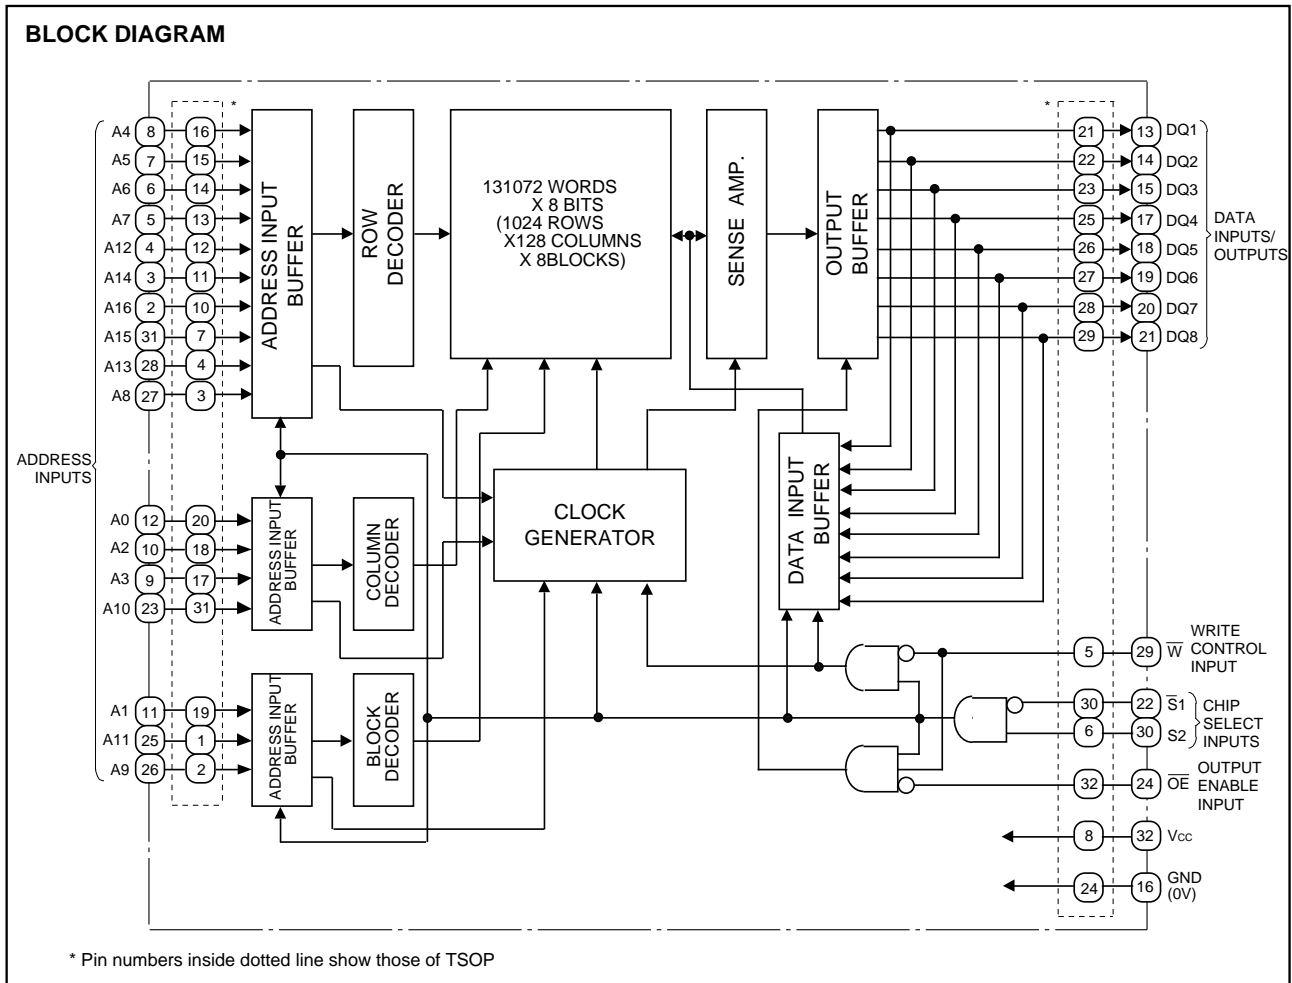 BLOCK DIAGRAM
* *
A4 8 16 21 13 DQ1
A5 7 15 22 14 DQ2
A6 6 14 23 15 DQ3
A7 5 13 25 17 DQ4
A12 4 12 26 18 DQ5
A14 3 11 27 19 DQ6
A16 2 10 28 20 DQ7
A15 31 7 29 21 DQ8
A13 28 4
A8 27 3
DATA
INPUTS/
OUTPUTS
ADDRESS INPUT
BUFFER
ROW
DECODER
131072 WORDS
X 8 BITS
(1024 ROWS
X128 COLUMNS
X 8BLOCKS)
SENSE AMP.
OUTPUT
BUFFER
ADDRESS
INPUTS
A0 12 20
A2 10 18
A3 9 17
A10 23 31
ADDRESS INPUT
BUFFER
COLUMN
DECODER
CLOCK
GENERATOR
DATA INPUT
BUFFER
A1 11 19
A11 25 1
A9 26 2
ADDRESS INPUT
BUFFER
BLOCK
DECODER
5 29 W̅
WRITE
CONTROL
INPUT
30 22 S̅1
6 30 S2
CHIP
SELECT
INPUTS
32 24 O̅E̅
OUTPUT
ENABLE
INPUT
8 32 Vcc
24 16 GND
(0V)
* Pin numbers inside dotted line show those of TSOP